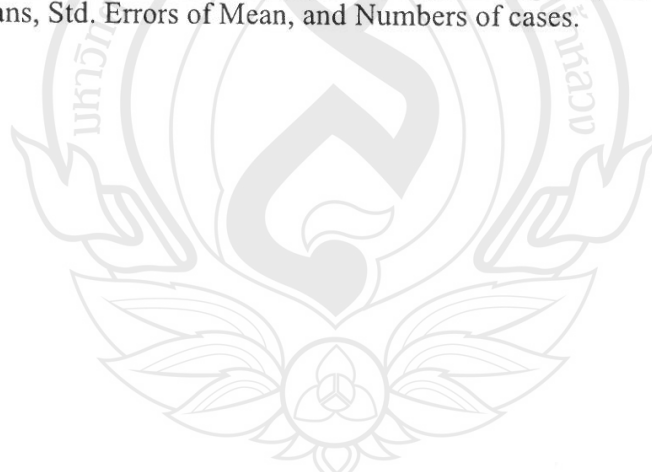 ans, Std. Errors of Mean, and Numbers of cases.